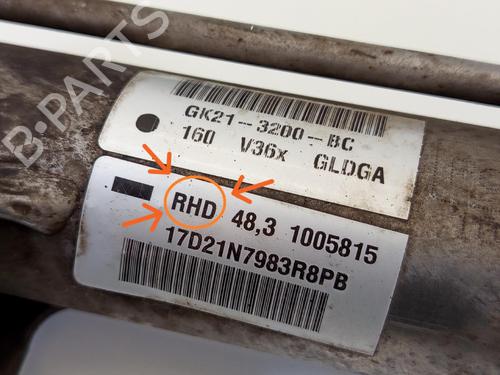 B-PARTS
GK21-3200-BC
160 V36x GLDGA
RHD 48,3 1005815
17D21N7983R8PB